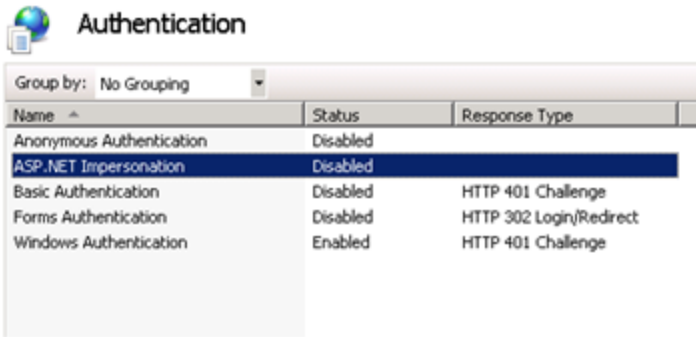 Authentication
Group by: No Grouping
Name Status Response Type
Anonymous Authentication Disabled
ASP.NET Impersonation Disabled
Basic Authentication Disabled HTTP 401 Challenge
Forms Authentication Disabled HTTP 302 Login/Redirect
Windows Authentication Enabled HTTP 401 Challenge